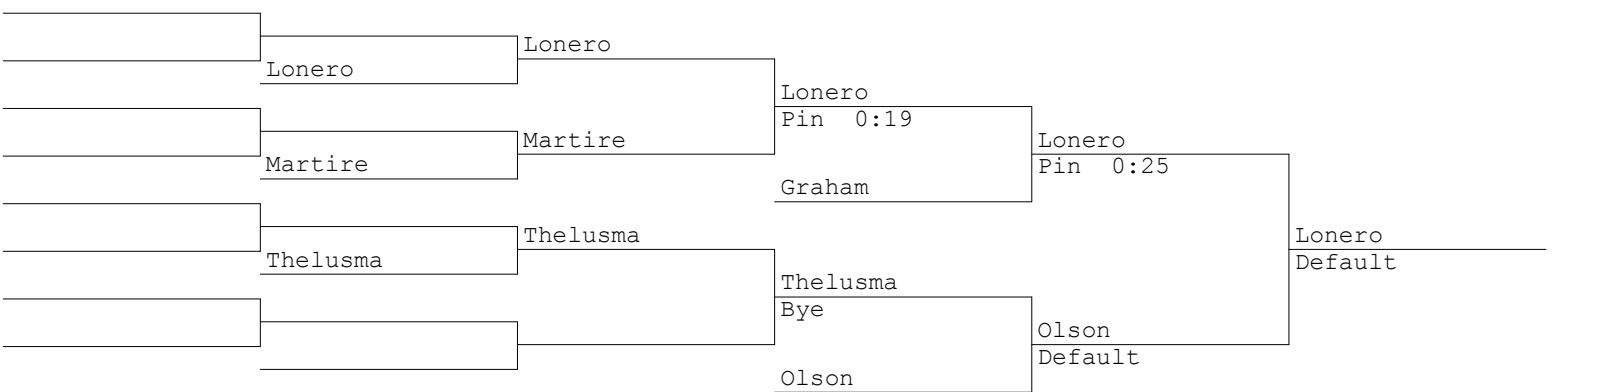 Lonero
Lonero
Lonero
Pin 0:19
Martire
Martire
Lonero
Pin 0:25
Graham
Thelusma
Thelusma
Lonero
Default
Thelusma
Bye
Olson
Default
Olson